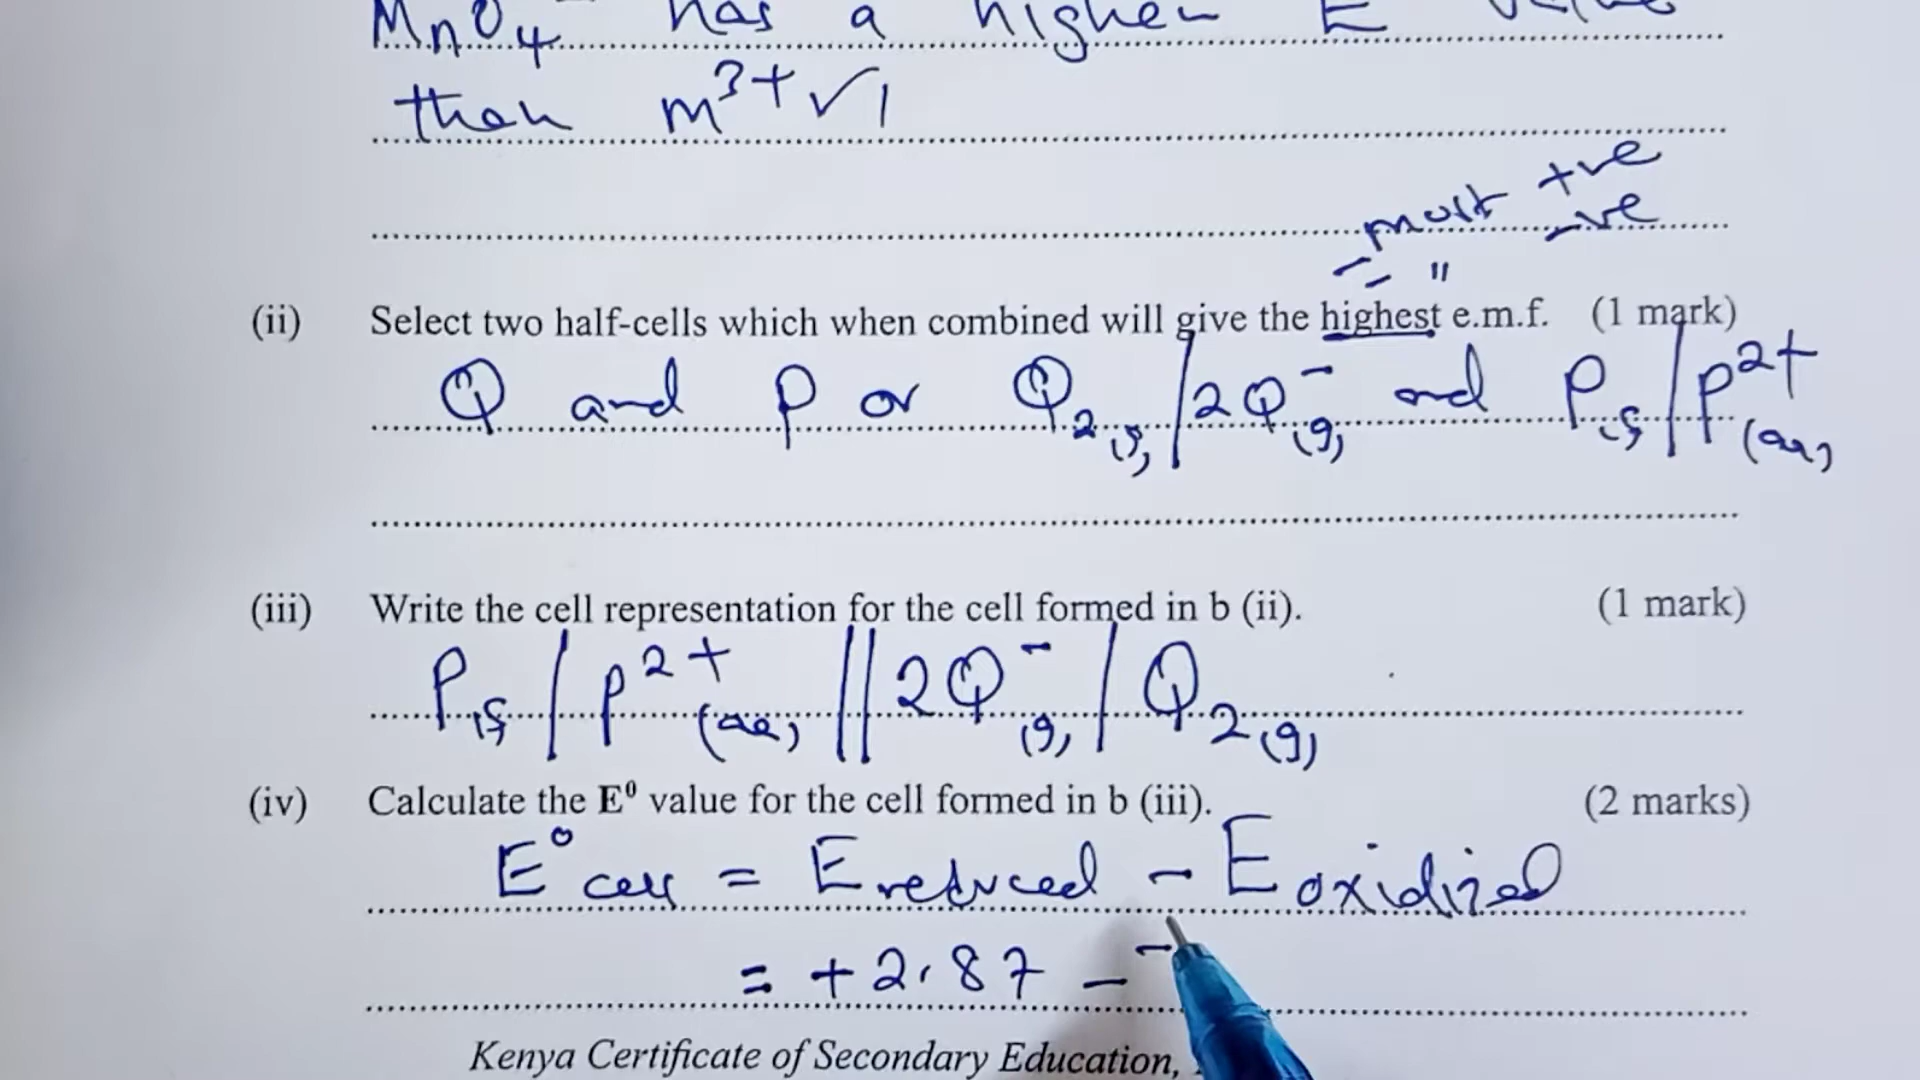 MnO4⁻ has a higher E value
than m³⁺ ✓1
most +ve
= " -ve
(ii) Select two half-cells which when combined will give the highest e.m.f. (1 mark)
Q and P or Q2(g)/2Q⁻(g) and P(s)/P²⁺(aq)
(iii) Write the cell representation for the cell formed in b (ii). (1 mark)
P(s)/P²⁺(aq)//2Q⁻(g)/Q2(g)
(iv) Calculate the E⁰ value for the cell formed in b (iii). (2 marks)
E° cell = E reduced - E oxidized
= +2.87 - -
Kenya Certificate of Secondary Education,